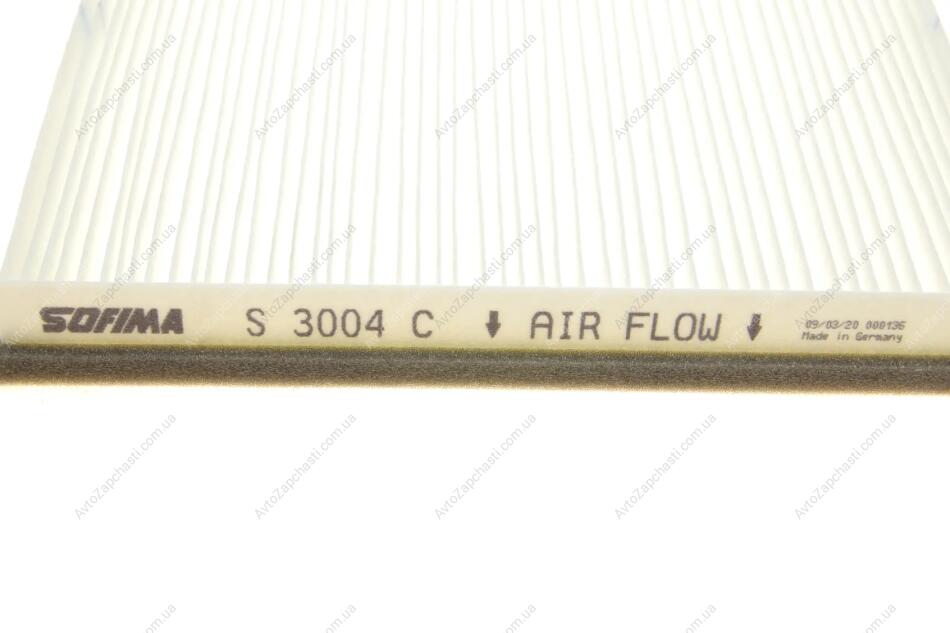 SOFIMA S 3004 C ↓ AIR FLOW ↓ 09/03/20 000136
Made in Germany
AvtoZapchasti.com.ua